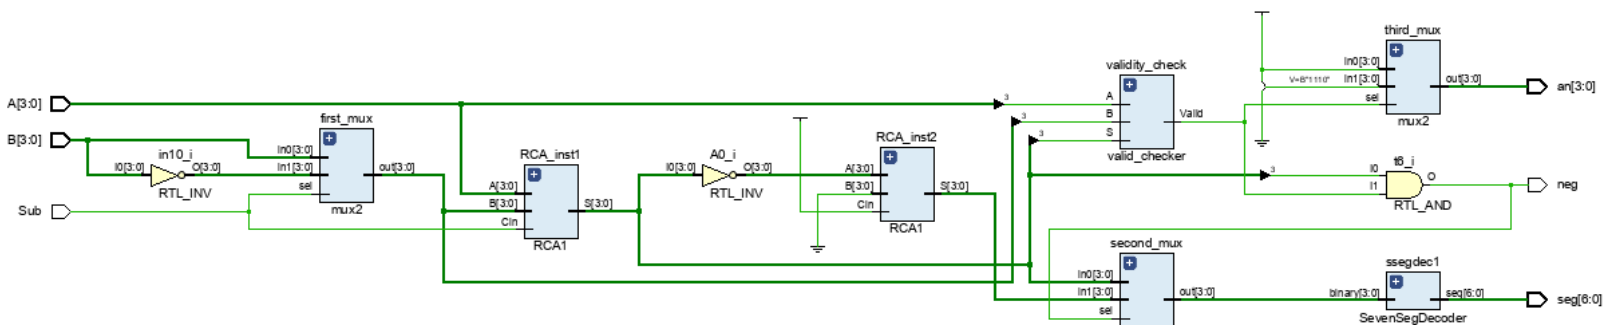 A[3:0]
B[3:0]
Sub
in10_i
I0[3:0]
O[3:0]
RTL_INV
first_mux
in0[3:0]
in1[3:0]
sel
out[3:0]
mux2
RCA_inst1
A[3:0]
B[3:0]
Cin
S[3:0]
RCA1
A0_i
I0[3:0]
O[3:0]
RTL_INV
RCA_inst2
A[3:0]
B[3:0]
Cin
S[3:0]
RCA1
3
3
3
validity_check
A
B
S
Valid
valid_checker
second_mux
in0[3:0]
in1[3:0]
sel
out[3:0]
third_mux
V=B"1110"
in0[3:0]
in1[3:0]
sel
out[3:0]
mux2
an[3:0]
3
t6_i
I0
I1
O
RTL_AND
neg
ssegdec1
binary[3:0]
seg[6:0]
SevenSegDecoder
seg[6:0]